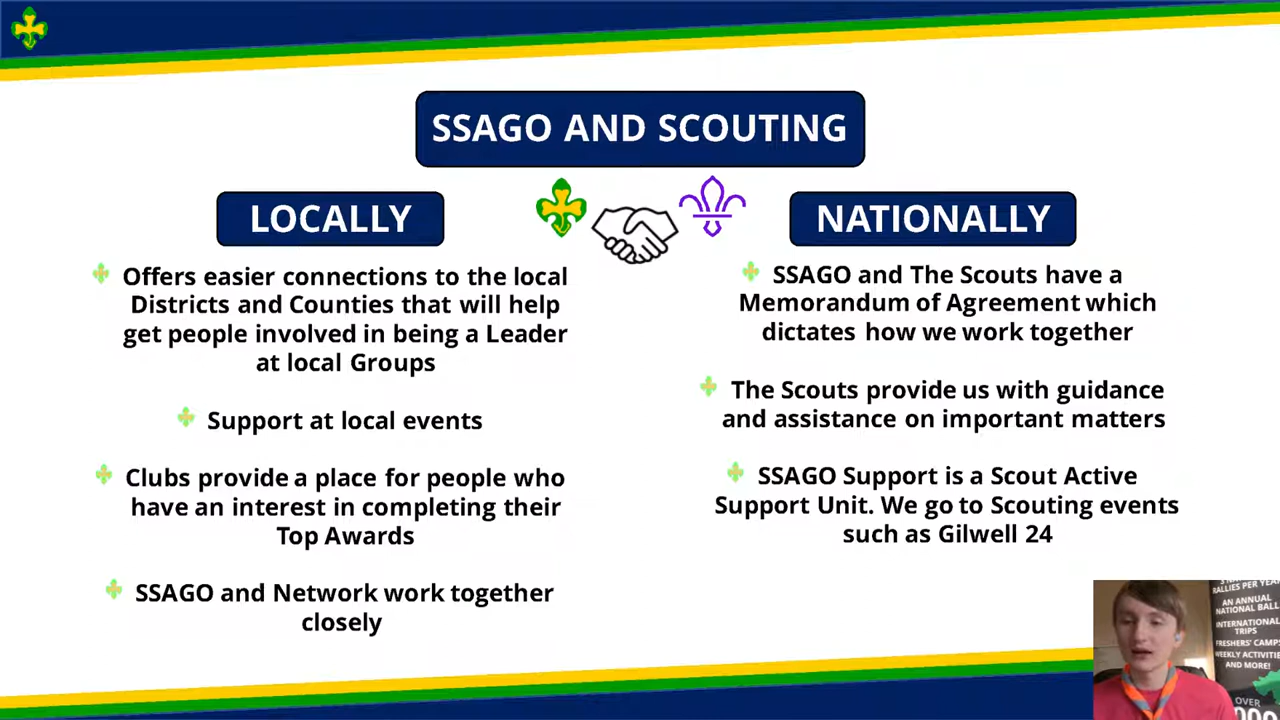 SSAGO AND SCOUTING
LOCALLY
Offers easier connections to the local
Districts and Counties that will help
get people involved in being a Leader
at local Groups
Support at local events
Clubs provide a place for people who
have an interest in completing their
Top Awards
SSAGO and Network work together
closely
NATIONALLY
SSAGO and The Scouts have a
Memorandum of Agreement which
dictates how we work together
The Scouts provide us with guidance
and assistance on important matters
SSAGO Support is a Scout Active
Support Unit. We go to Scouting events
such as Gilwell 24
RALLIES PER YEAR
AN ANNUAL
NATIONAL BALL
INTERNATIONAL
TRIPS
FRESHERS' CAMPS
WEEKLY ACTIVITIES
AND MORE!
OVER